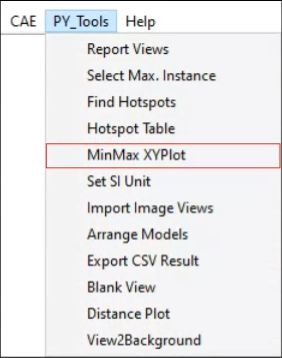 CAE PY_Tools Help
Report Views
Select Max. Instance
Find Hotspots
Hotspot Table
MinMax XYPlot
Set SI Unit
Import Image Views
Arrange Models
Export CSV Result
Blank View
Distance Plot
View2Background